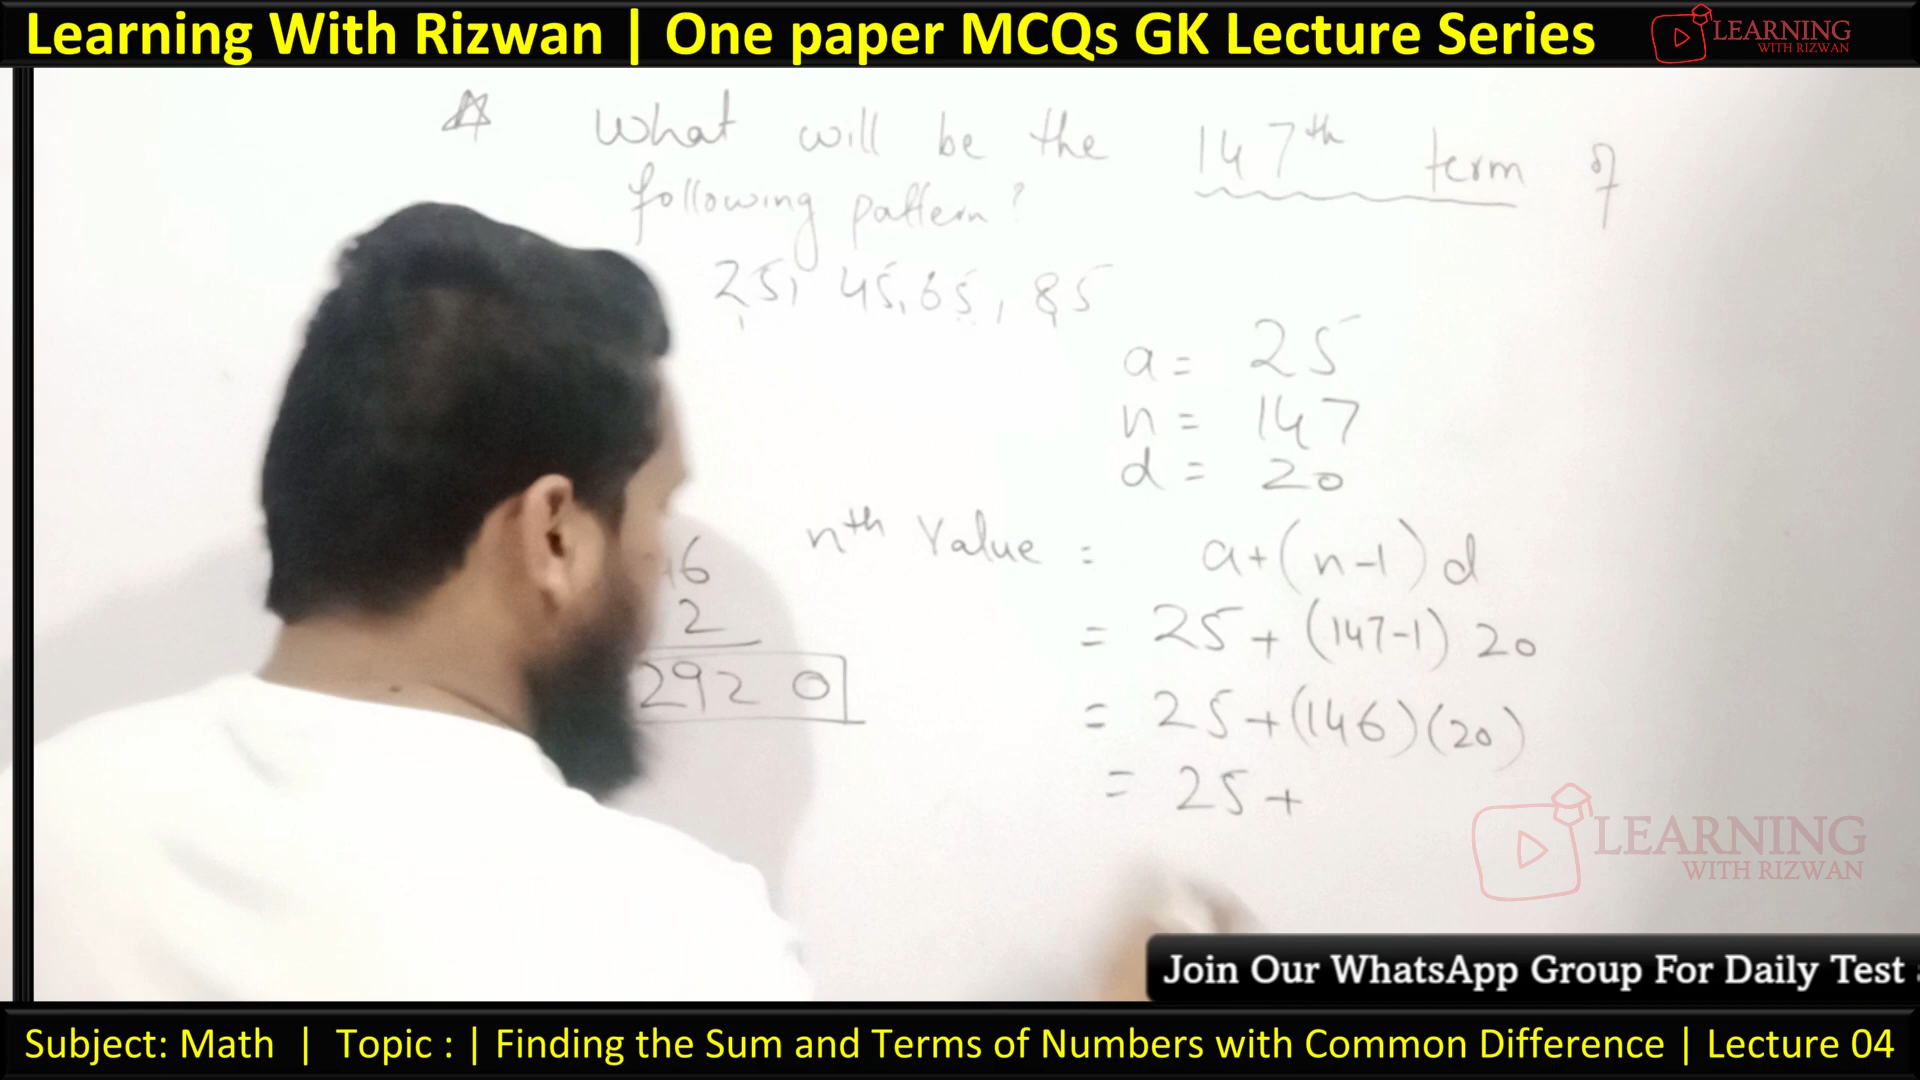 Learning With Rizwan | One paper MCQs GK Lecture Series
LEARNING
WITH RIZWAN
What will be the 147th term of
following pattern?
25, 45, 65, 85
a = 25
n = 147
d = 20
nth Value = a+(n-1)d
= 25 + (147-1) 20
= 25 + (146)(20)
= 25 +
6
2
2920
LEARNING
WITH RIZWAN
Join Our WhatsApp Group For Daily Test
Subject: Math | Topic : | Finding the Sum and Terms of Numbers with Common Difference | Lecture 04